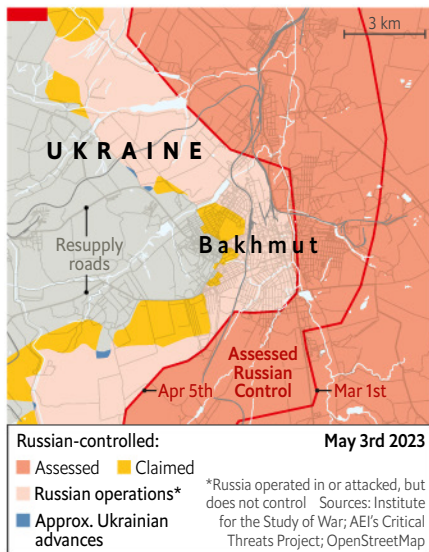 3 km
UKRAINE
Resupply
roads
Bakhmut
Assessed
Russian
Control
Apr 5th
Mar 1st
Russian-controlled:
May 3rd 2023
Assessed
Claimed
Russian operations*
Approx. Ukrainian
advances
*Russia operated in or attacked, but
does not control Sources: Institute
for the Study of War; AEI's Critical
Threats Project; OpenStreetMap